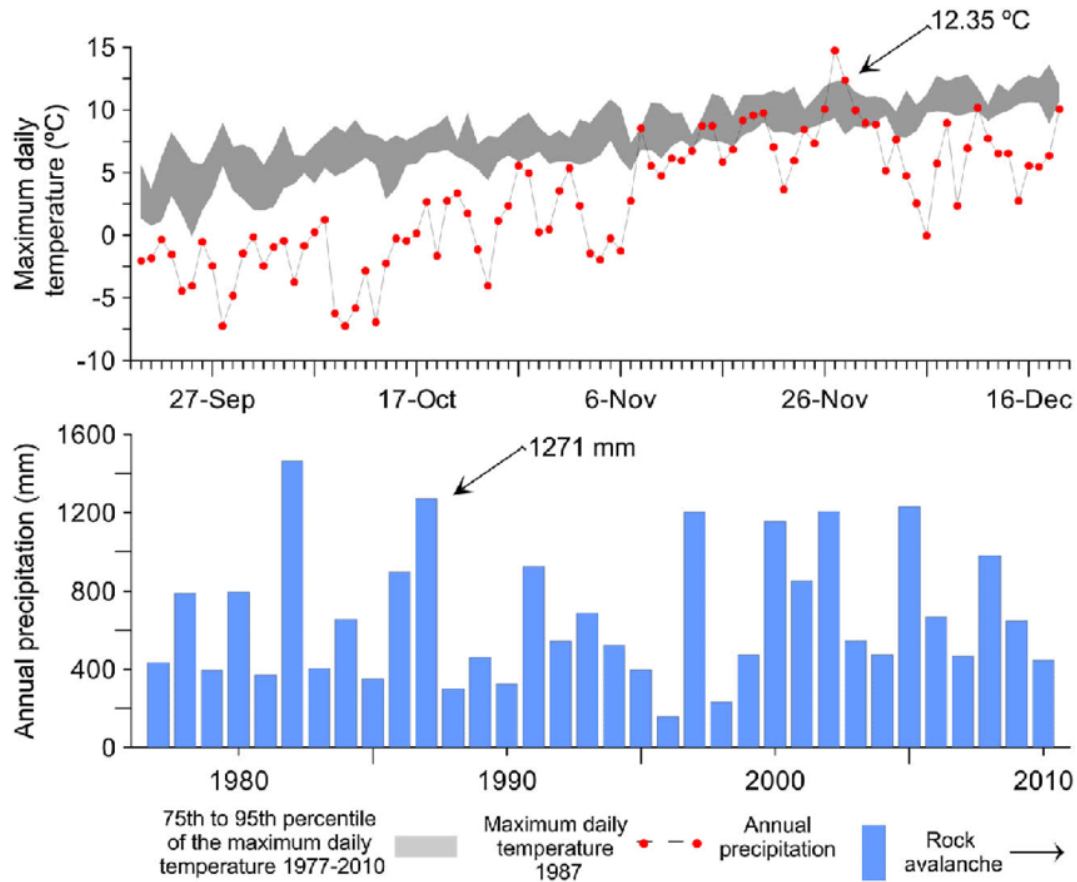 12.35 ºC
15
10
5
0
-5
-10
Maximum daily
temperature (ºC)
27-Sep 17-Oct 6-Nov 26-Nov 16-Dec
1600
1200
800
400
0
Annual precipitation (mm)
1271 mm
1980 1990 2000 2010
75th to 95th percentile
of the maximum daily
temperature 1977-2010
Maximum daily
temperature
1987
Annual
precipitation
Rock
avalanche